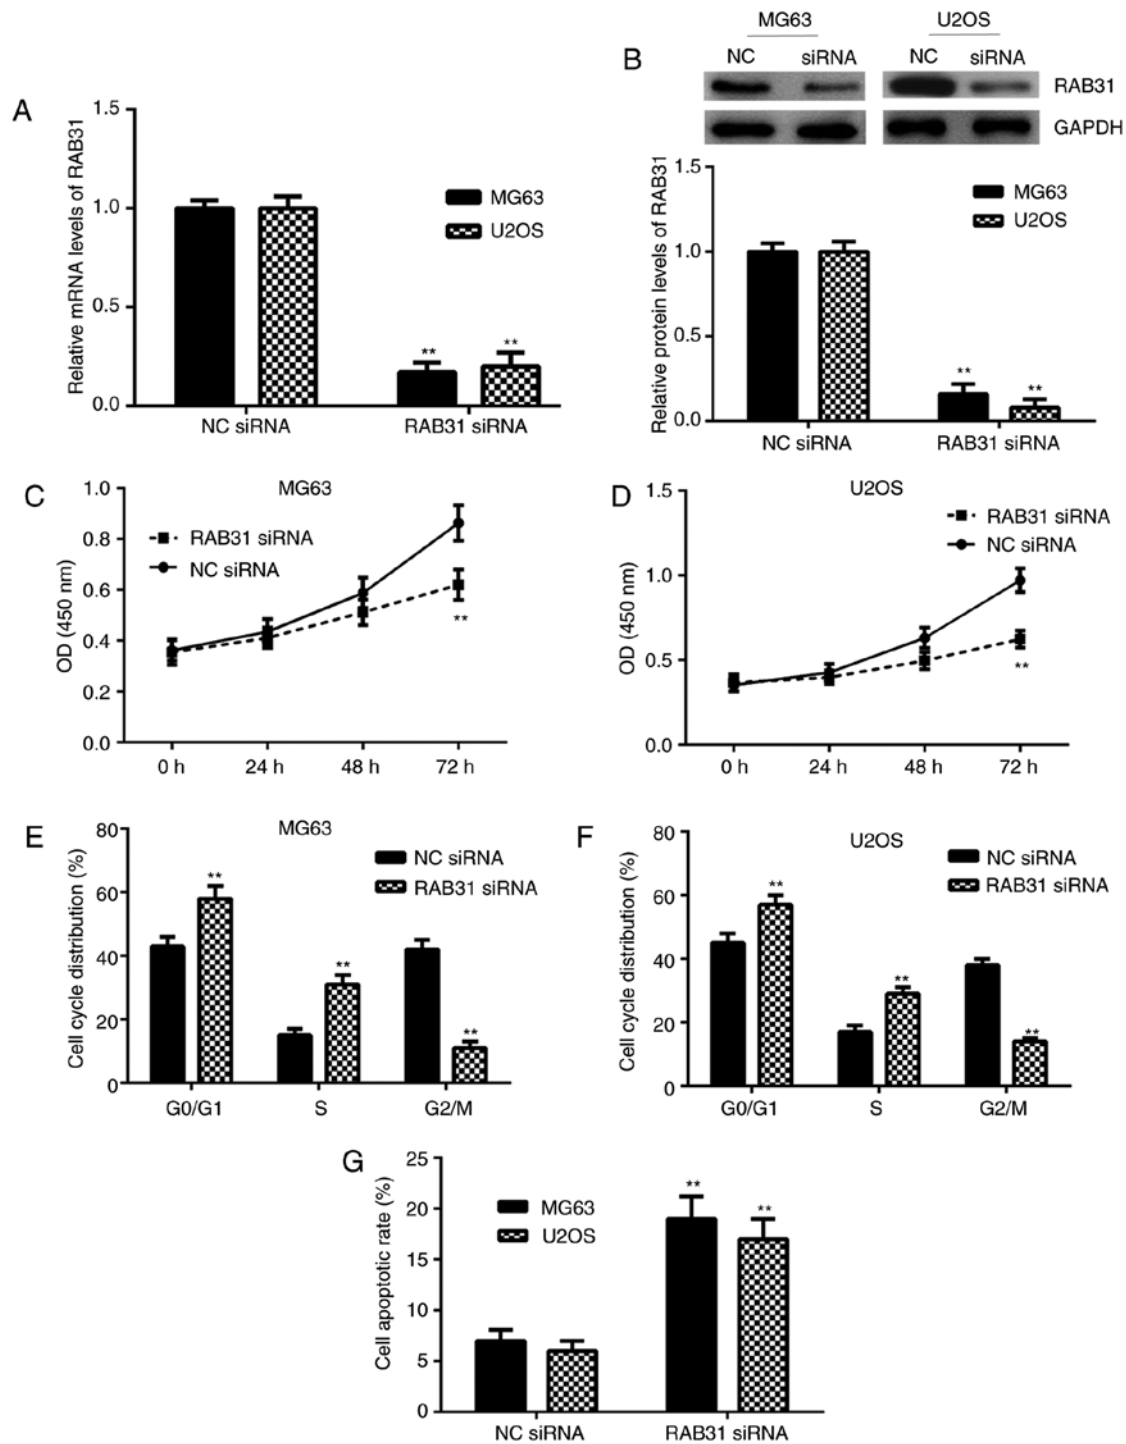 A
Relative mRNA levels of RAB31
1.5
1.0
0.5
0.0
MG63
U2OS
**
**
NC siRNA
RAB31 siRNA
B
MG63
U2OS
NC
siRNA
NC
siRNA
RAB31
GAPDH
Relative protein levels of RAB31
1.5
1.0
0.5
0.0
MG63
U2OS
**
**
NC siRNA
RAB31 siRNA
C
MG63
OD (450 nm)
1.0
0.8
0.6
0.4
0.2
0.0
RAB31 siRNA
NC siRNA
**
0 h
24 h
48 h
72 h
D
U2OS
OD (450 nm)
1.5
1.0
0.5
0.0
RAB31 siRNA
NC siRNA
**
0 h
24 h
48 h
72 h
E
MG63
Cell cycle distribution (%)
80
60
40
20
0
NC siRNA
RAB31 siRNA
**
**
**
G0/G1
S
G2/M
F
U2OS
Cell cycle distribution (%)
80
60
40
20
0
NC siRNA
RAB31 siRNA
**
**
**
G0/G1
S
G2/M
G
Cell apoptotic rate (%)
25
20
15
10
5
0
MG63
U2OS
**
**
NC siRNA
RAB31 siRNA